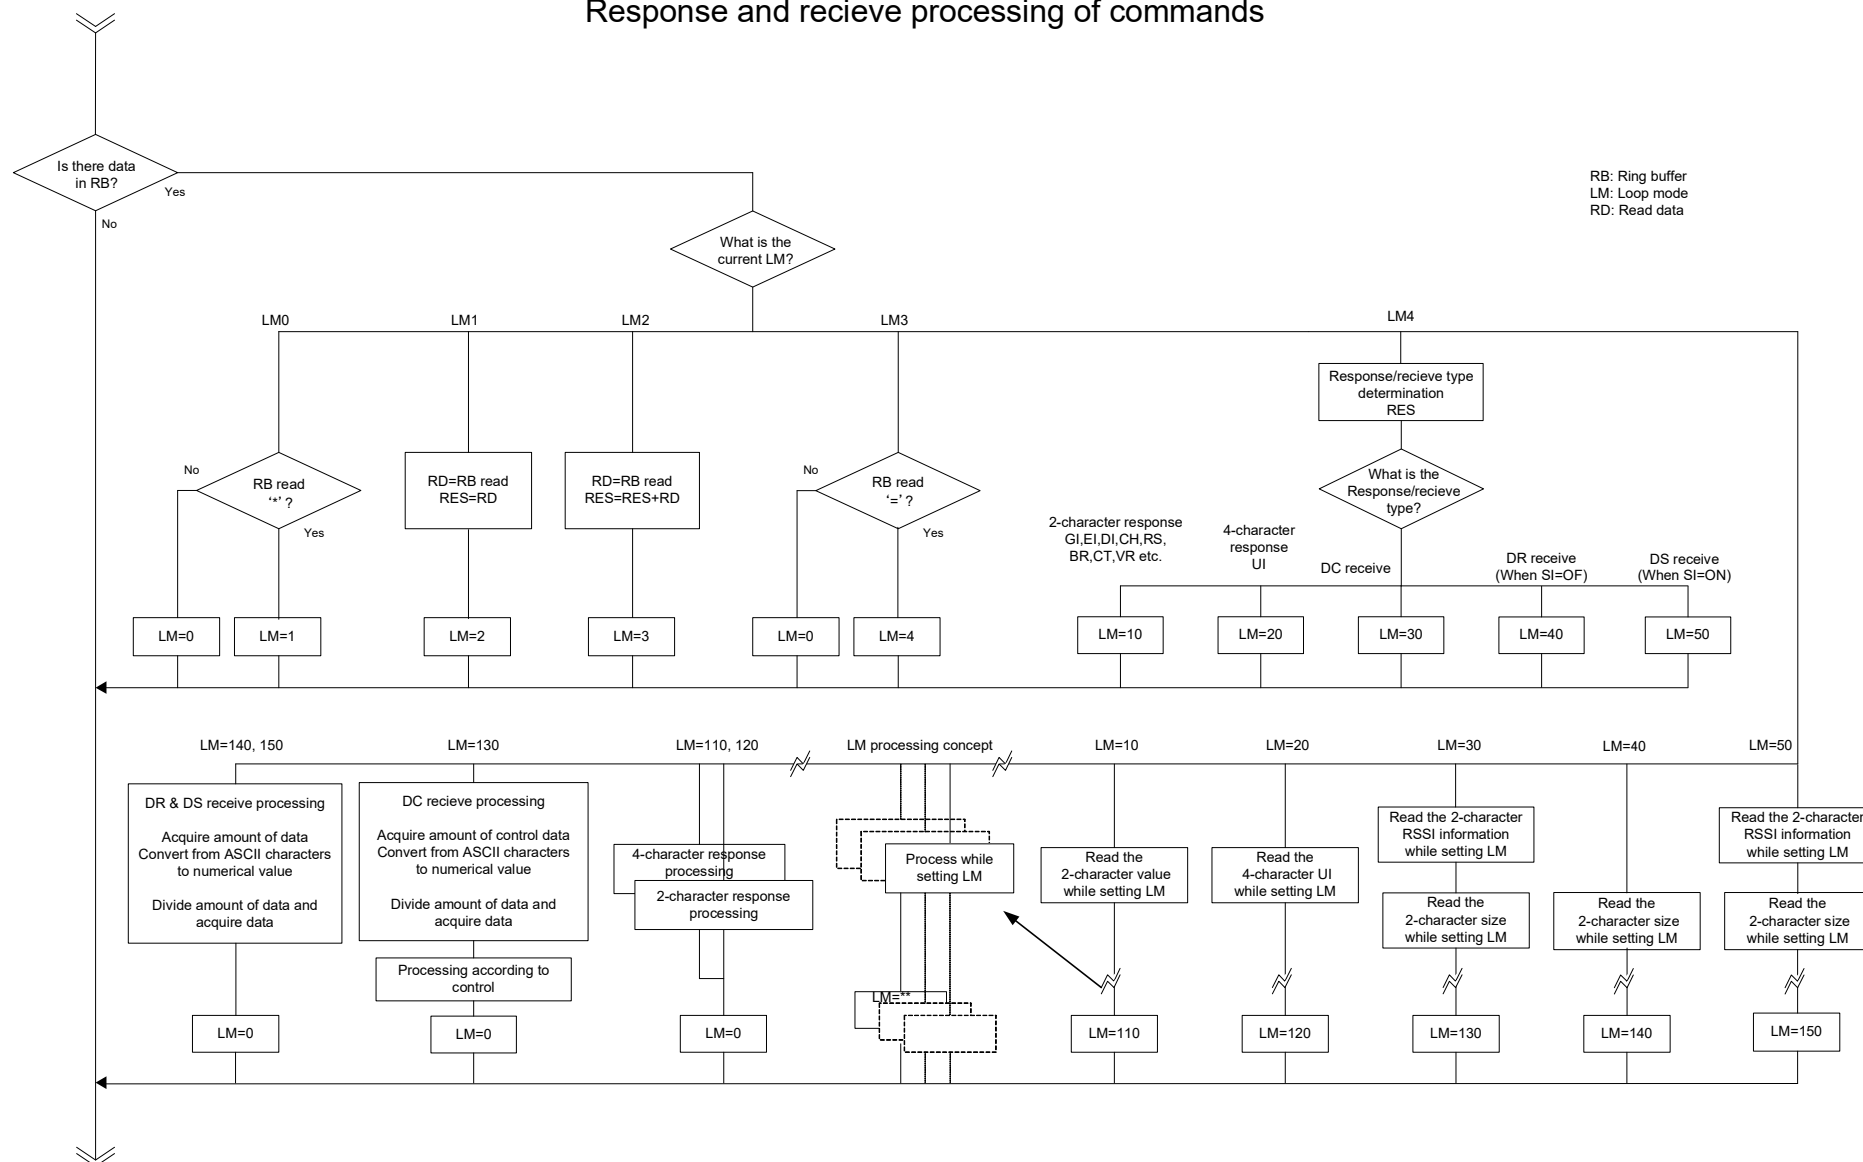 Response and recieve processing of commands
Is there data
in RB?
Yes
No
RB: Ring buffer
LM: Loop mode
RD: Read data
What is the
current LM?
LM0
LM1
LM2
LM3
LM4
Response/recieve type
determination
RES
No
RB read
‘*’ ?
Yes
RD=RB read
RES=RD
RD=RB read
RES=RES+RD
No
RB read
‘=’ ?
Yes
What is the
Response/recieve
type?
2-character response
GI,EI,DI,CH,RS,
BR,CT,VR etc.
4-character
response
UI
DC receive
DR receive
(When SI=OF)
DS receive
(When SI=ON)
LM=0
LM=1
LM=2
LM=3
LM=0
LM=4
LM=10
LM=20
LM=30
LM=40
LM=50
LM=140, 150
LM=130
LM=110, 120
LM processing concept
LM=10
LM=20
LM=30
LM=40
LM=50
DR & DS receive processing
Acquire amount of data
Convert from ASCII characters
to numerical value
Divide amount of data and
acquire data
DC recieve processing
Acquire amount of control data
Convert from ASCII characters
to numerical value
Divide amount of data and
acquire data
Processing according to
control
4-character response
processing
2-character response
processing
Process while
setting LM
Read the
2-character value
while setting LM
Read the
4-character UI
while setting LM
Read the 2-character
RSSI information
while setting LM
Read the
2-character size
while setting LM
Read the
2-character size
while setting LM
Read the 2-character
RSSI information
while setting LM
Read the
2-character size
while setting LM
LM=0
LM=0
LM=0
LM=**
LM=110
LM=120
LM=130
LM=140
LM=150